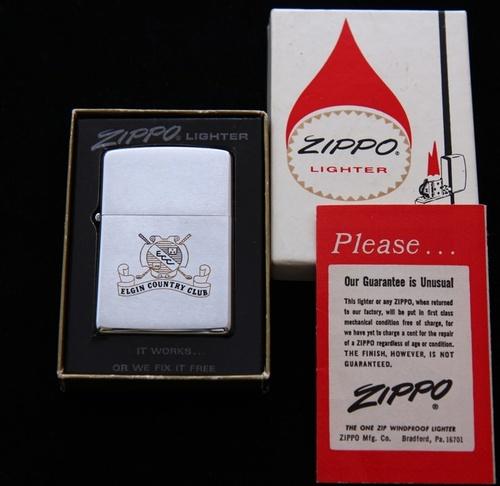 ZIPPO® LIGHTER
ECC
ELGIN COUNTRY CLUB
IT WORKS...
OR WE FIX IT FREE
ZIPPO®
LIGHTER
Please...
Our Guarantee is Unusual
This lighter or any ZIPPO, when returned
to our factory, will be put in first class
mechanical condition free of charge, for
we have yet to charge a cent for the repair
of a ZIPPO regardless of age or condition.
THE FINISH, HOWEVER, IS NOT
GUARANTEED.
ZIPPO®
THE ONE ZIP WINDPROOF LIGHTER
ZIPPO Mfg. Co. Bradford, Pa. 16701